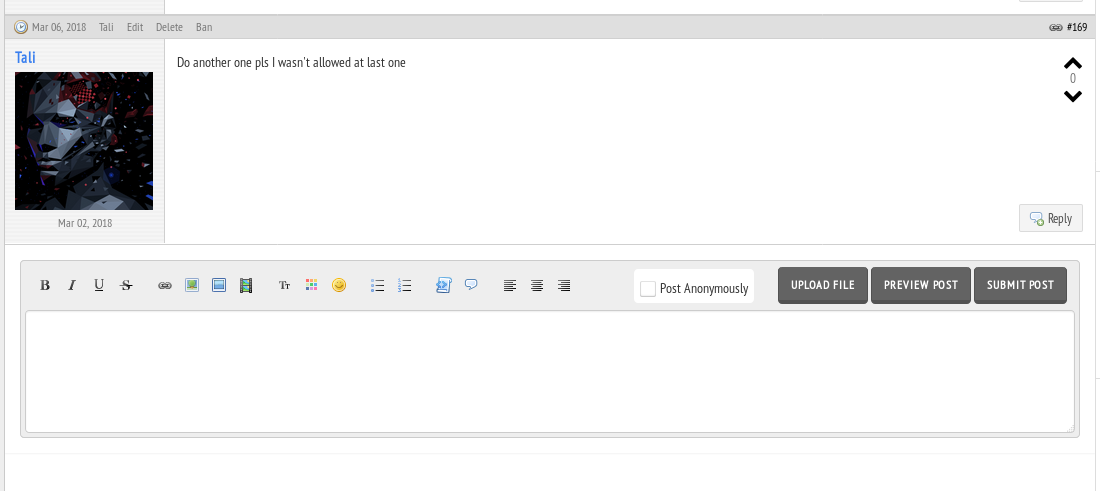 Mar 06, 2018 Tali Edit Delete Ban #169
Tali
Do another one pls I wasn't allowed at last one
0
Mar 02, 2018
Reply
B I U S TT Post Anonymously UPLOAD FILE PREVIEW POST SUBMIT POST